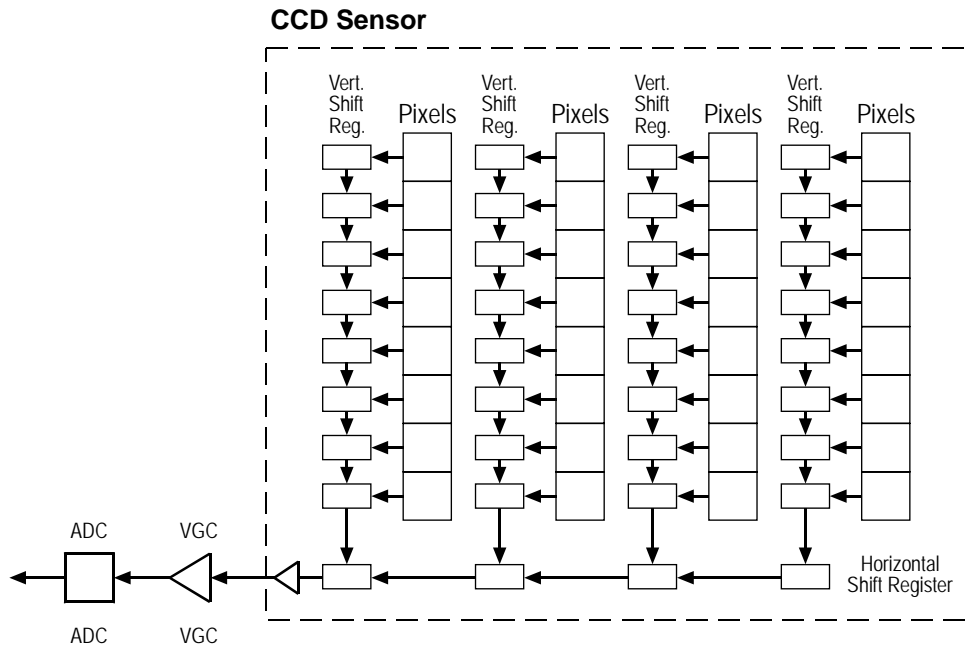 CCD Sensor
Vert.
Shift
Reg.
Pixels
Vert.
Shift
Reg.
Pixels
Vert.
Shift
Reg.
Pixels
Vert.
Shift
Reg.
Pixels
ADC
VGC
Horizontal
Shift Register
ADC
VGC